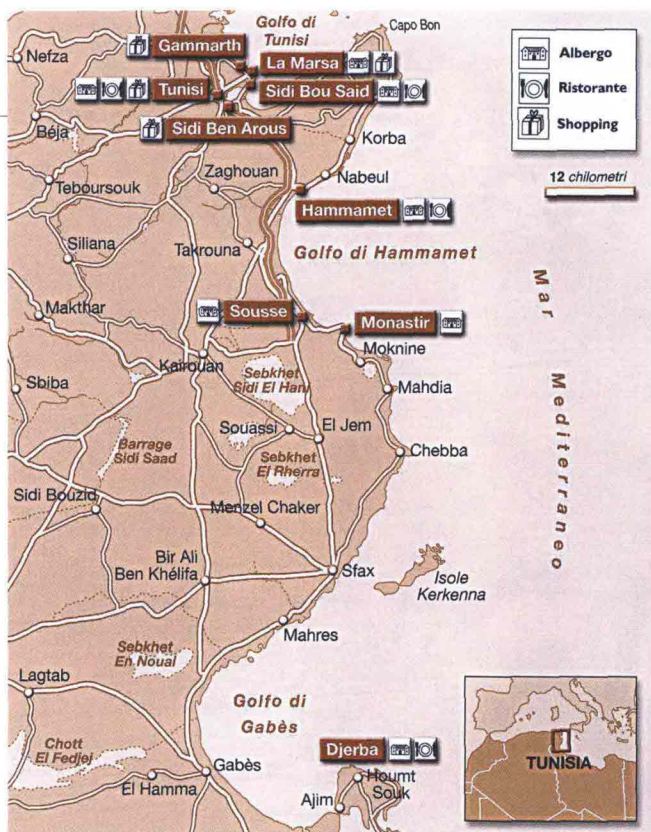 Golfo di
Tunisi
Capo Bon
Nefza
Gammarth
La Marsa
Tunisi
Sidi Bou Said
Sidi Ben Arous
Béja
Korba
Zaghouan
Nabeul
Teboursouk
Hammamet
Takrouna
Siliana
Golfo di Hammamet
Makthar
Sousse
Monastir
Moknine
Kairouan
Sbiba
Sebkhet
Sidi El Hani
Mahdia
Souassi
El Jem
Barrage
Sidi Saad
Chebba
Sebkhet
El Rherra
Sidi Bouzid
Menzel Chaker
Bir Ali
Ben Khélifa
Sfax
Isole
Kerkenna
Mahres
Sebkhet
En Nouai
Lagtab
Golfo di
Gabès
Chott
El Fedjej
Djerba
Gabès
Houmt
Souk
El Hamma
Ajim
Albergo
Ristorante
Shopping
12 chilometri
Mar
Mediterraneo
TUNISIA